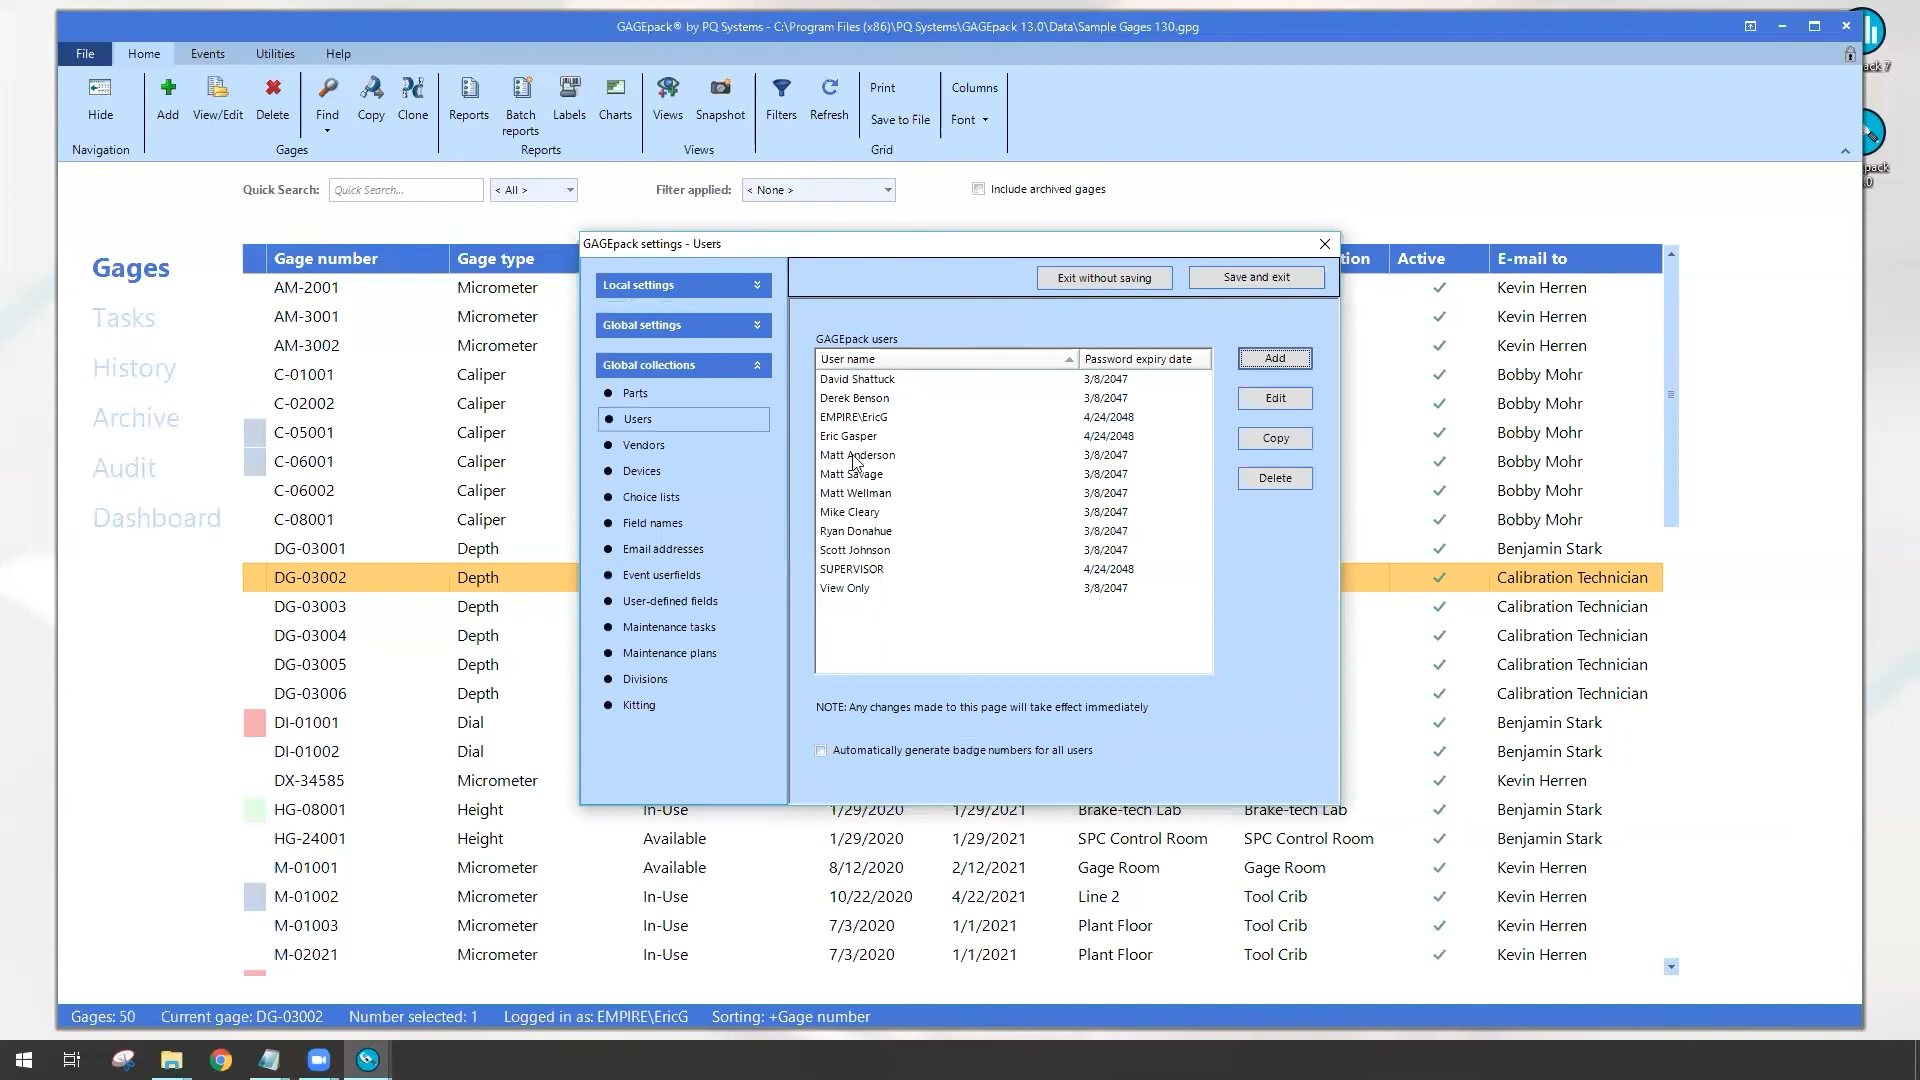 GAGEpack® by PQ Systems - C:\Program Files (x86)\PQ Systems\GAGEpack 13.0\Data\Sample Gages 130.gpg
File Home Events Utilities Help
Hide Add View/Edit Delete Find Copy Clone Reports Batch reports Labels Charts Views Snapshot Filters Refresh Print Save to File Columns Font
Navigation Gages Reports Views Grid
Quick Search: Quick Search... < All > Filter applied: < None > Include archived gages
Gages
Tasks
History
Archive
Audit
Dashboard
Gage number Gage type tion Active E-mail to
AM-2001 Micrometer Kevin Herren
AM-3001 Micrometer Kevin Herren
AM-3002 Micrometer Kevin Herren
C-01001 Caliper Bobby Mohr
C-02002 Caliper Bobby Mohr
C-05001 Caliper Bobby Mohr
C-06001 Caliper Bobby Mohr
C-06002 Caliper Bobby Mohr
C-08001 Caliper Bobby Mohr
DG-03001 Depth Benjamin Stark
DG-03002 Depth Calibration Technician
DG-03003 Depth Calibration Technician
DG-03004 Depth Calibration Technician
DG-03005 Depth Calibration Technician
DG-03006 Depth Calibration Technician
DI-01001 Dial Benjamin Stark
DI-01002 Dial Benjamin Stark
DX-34585 Micrometer Kevin Herren
HG-08001 Height In-Use 1/29/2020 1/29/2021 Brake-tech Lab Brake-tech Lab Benjamin Stark
HG-24001 Height Available 1/29/2020 1/29/2021 SPC Control Room SPC Control Room Benjamin Stark
M-01001 Micrometer Available 8/12/2020 2/12/2021 Gage Room Gage Room Kevin Herren
M-01002 Micrometer In-Use 10/22/2020 4/22/2021 Line 2 Tool Crib Kevin Herren
M-01003 Micrometer In-Use 7/3/2020 1/1/2021 Plant Floor Tool Crib Kevin Herren
M-02021 Micrometer In-Use 7/3/2020 1/1/2021 Plant Floor Tool Crib Kevin Herren
GAGEpack settings - Users
Exit without saving Save and exit
Local settings
Global settings
Global collections
Parts
Users
Vendors
Devices
Choice lists
Field names
Email addresses
Event userfields
User-defined fields
Maintenance tasks
Maintenance plans
Divisions
Kitting
GAGEpack users
User name Password expiry date
David Shattuck 3/8/2047
Derek Benson 3/8/2047
EMPIRE\EricG 4/24/2048
Eric Gasper 4/24/2048
Matt Anderson 3/8/2047
Matt Savage 3/8/2047
Matt Wellman 3/8/2047
Mike Cleary 3/8/2047
Ryan Donahue 3/8/2047
Scott Johnson 3/8/2047
SUPERVISOR 4/24/2048
View Only 3/8/2047
Add
Edit
Copy
Delete
NOTE: Any changes made to this page will take effect immediately
Automatically generate badge numbers for all users
Gages: 50 Current gage: DG-03002 Number selected: 1 Logged in as: EMPIRE\EricG Sorting: +Gage number